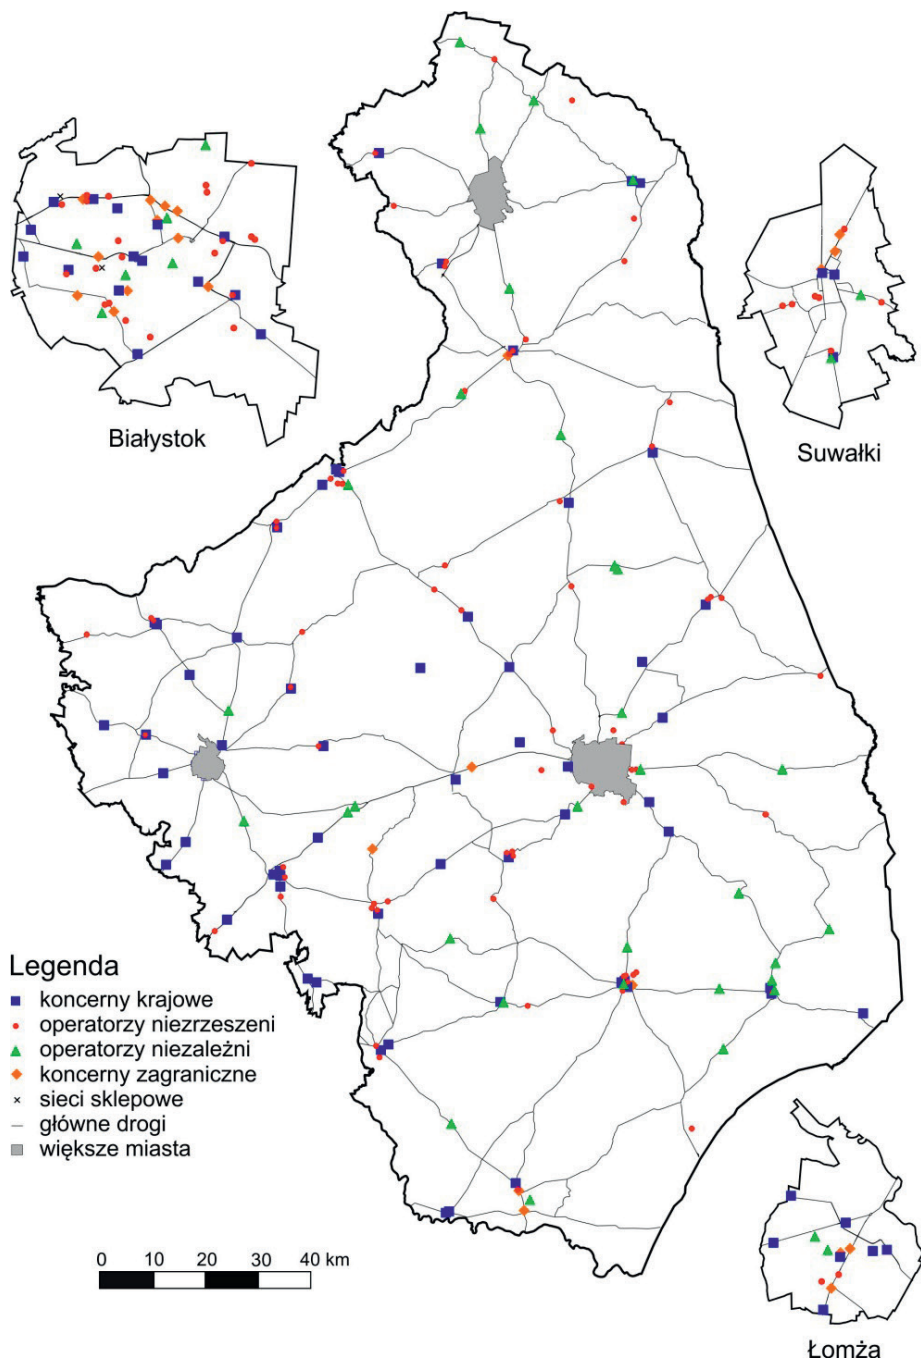 Białystok
Suwałki
Legenda
koncerny krajowe
operatorzy niezrzeszeni
operatorzy niezależni
koncerny zagraniczne
sieci sklepowe
główne drogi
większe miasta
0 10 20 30 40 km
Łomża